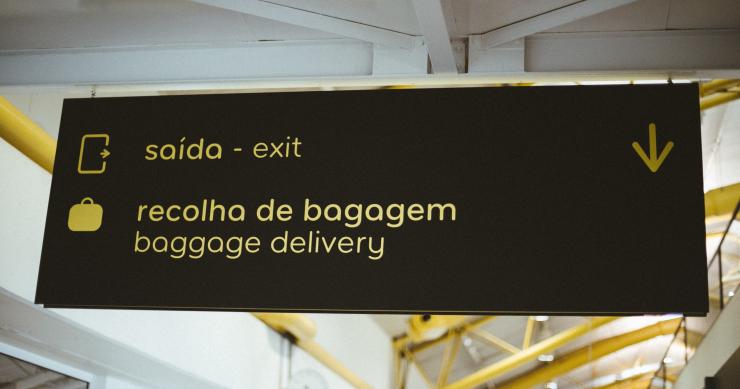 saída - exit
recolha de bagagem
baggage delivery